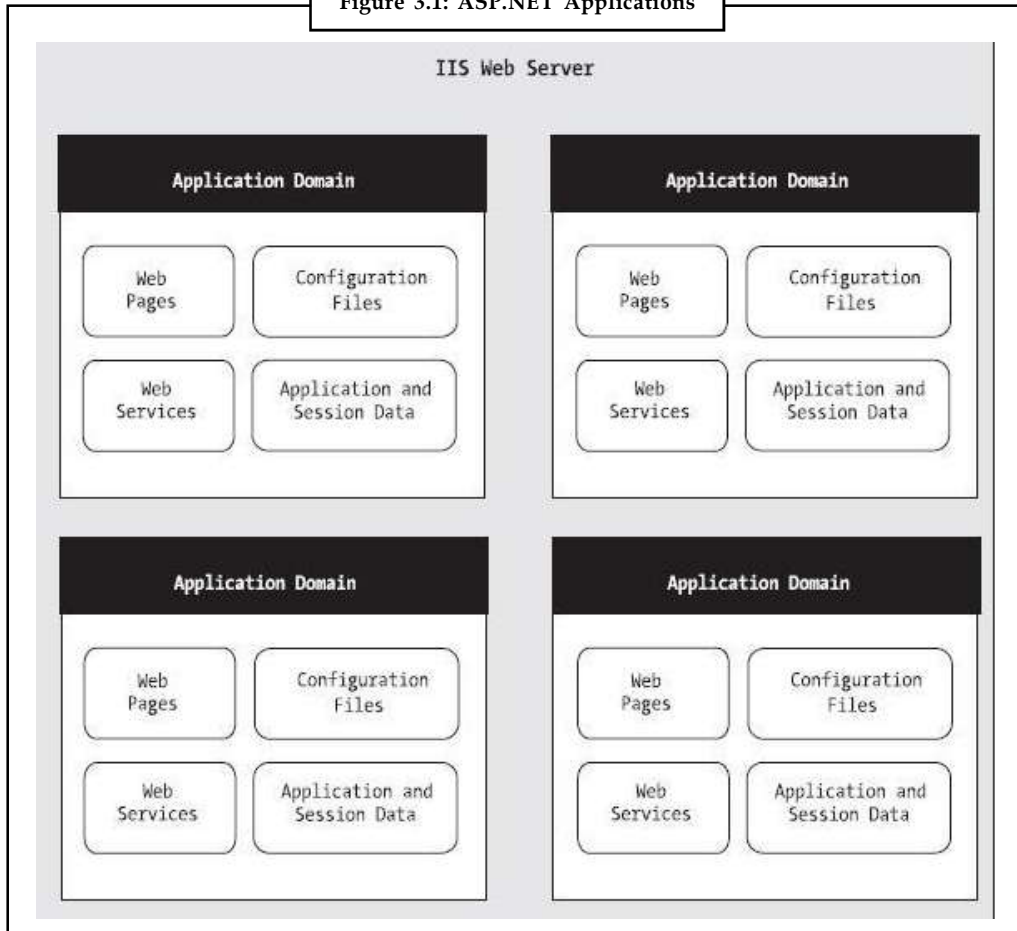 Figure 3.1: ASP.NET Applications
IIS Web Server
Application Domain
Web
Pages
Configuration
Files
Web
Services
Application and
Session Data
Application Domain
Web
Pages
Configuration
Files
Web
Services
Application and
Session Data
Application Domain
Web
Pages
Configuration
Files
Web
Services
Application and
Session Data
Application Domain
Web
Pages
Configuration
Files
Web
Services
Application and
Session Data